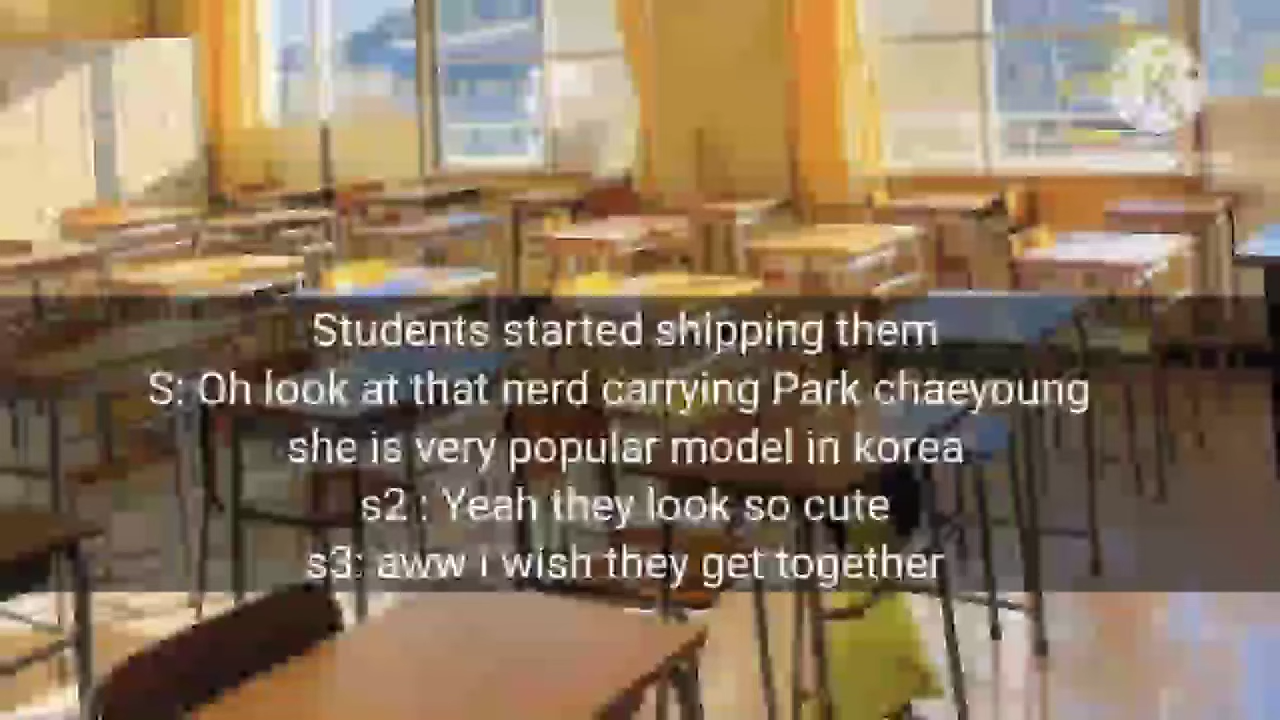 Students started shipping them
S: Oh look at that nerd carrying Park chaeyoung
she is very popular model in korea
s2 : Yeah they look so cute
s3: aww i wish they get together
K